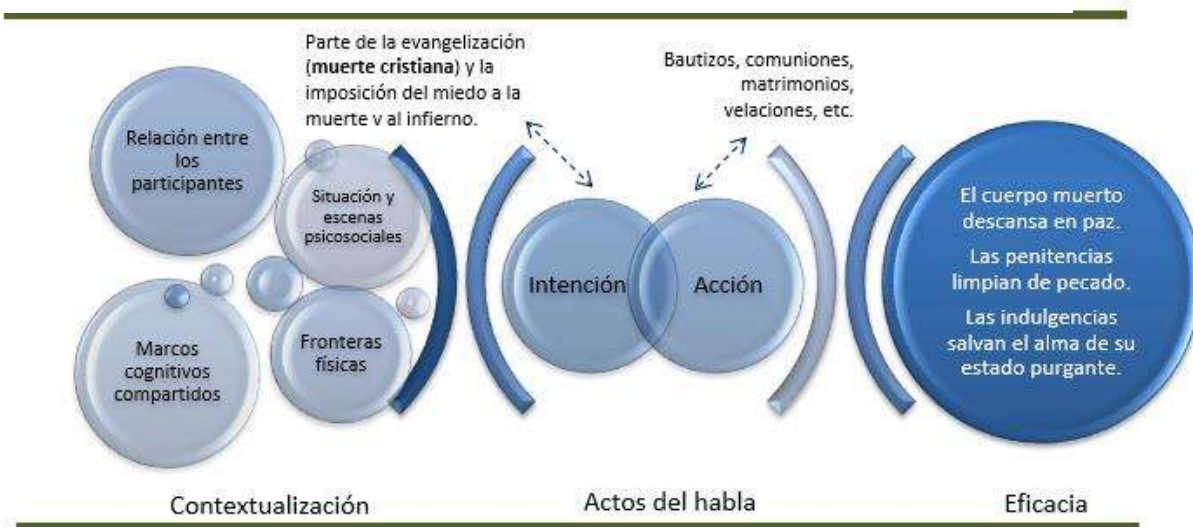 Parte de la evangelización
(muerte cristiana) y la
imposición del miedo a la
muerte v al infierno.
Bautizos, comuniones,
matrimonios,
velaciones, etc.
Relación entre
los
participantes
Situación y
escenas
psicosociales
Marcos
cognitivos
compartidos
Fronteras
físicas
Intención
Acción
El cuerpo muerto
descansa en paz.
Las penitencias
limpian de pecado.
Las indulgencias
salvan el alma de su
estado purgante.
Contextualización
Actos del habla
Eficacia